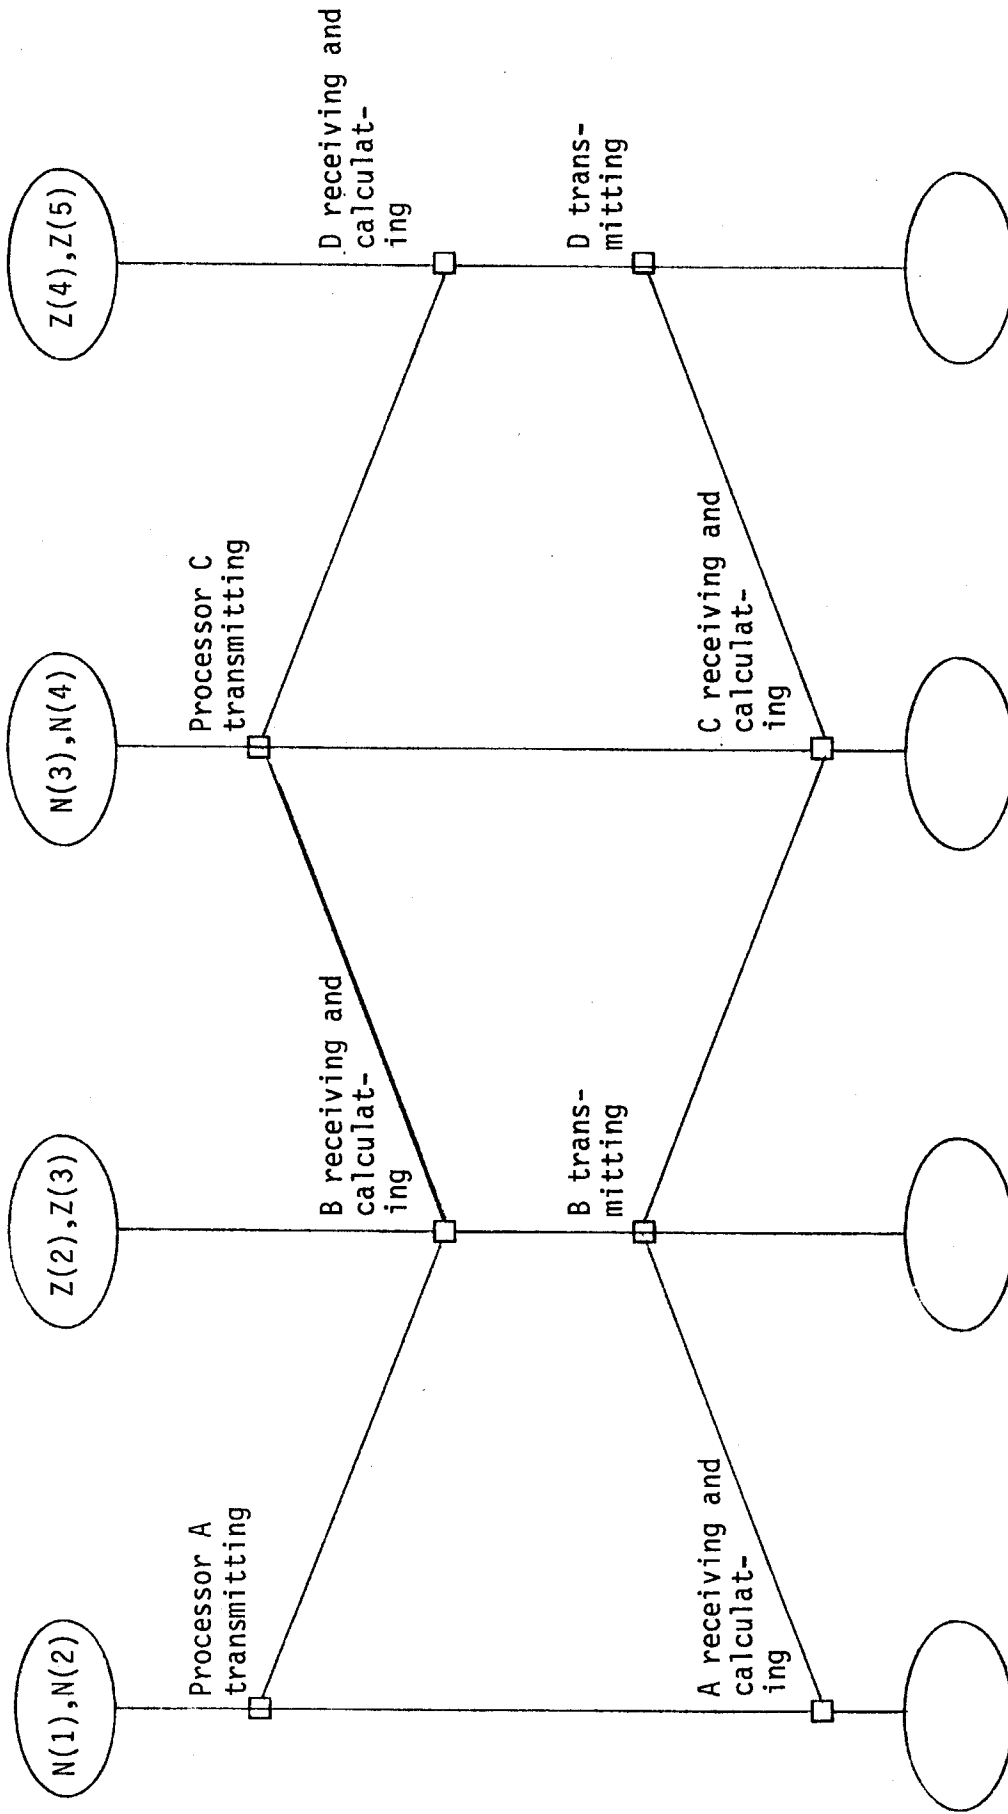 N(1),N(2)
Z(2),Z(3)
N(3),N(4)
Z(4),Z(5)
Processor A
transmitting
Processor C
transmitting
B receiving and
calculat-
ing
D receiving and
calculat-
ing
B trans-
mitting
D trans-
mitting
A receiving and
calculat-
ing
C receiving and
calculat-
ing